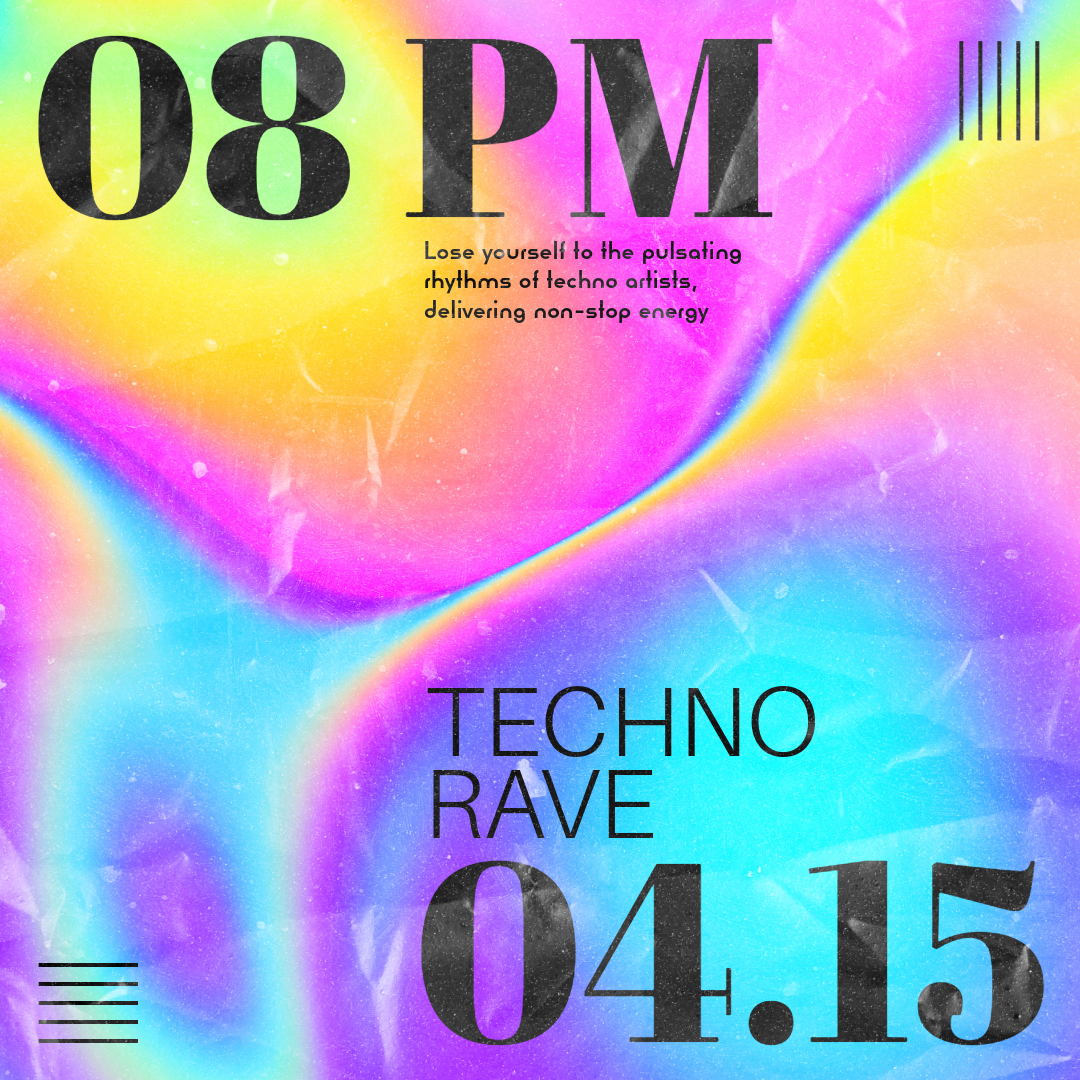 08 PM
Lose yourself to the pulsating
rhythms of techno artists,
delivering non-stop energy
TECHNO
RAVE
04.15